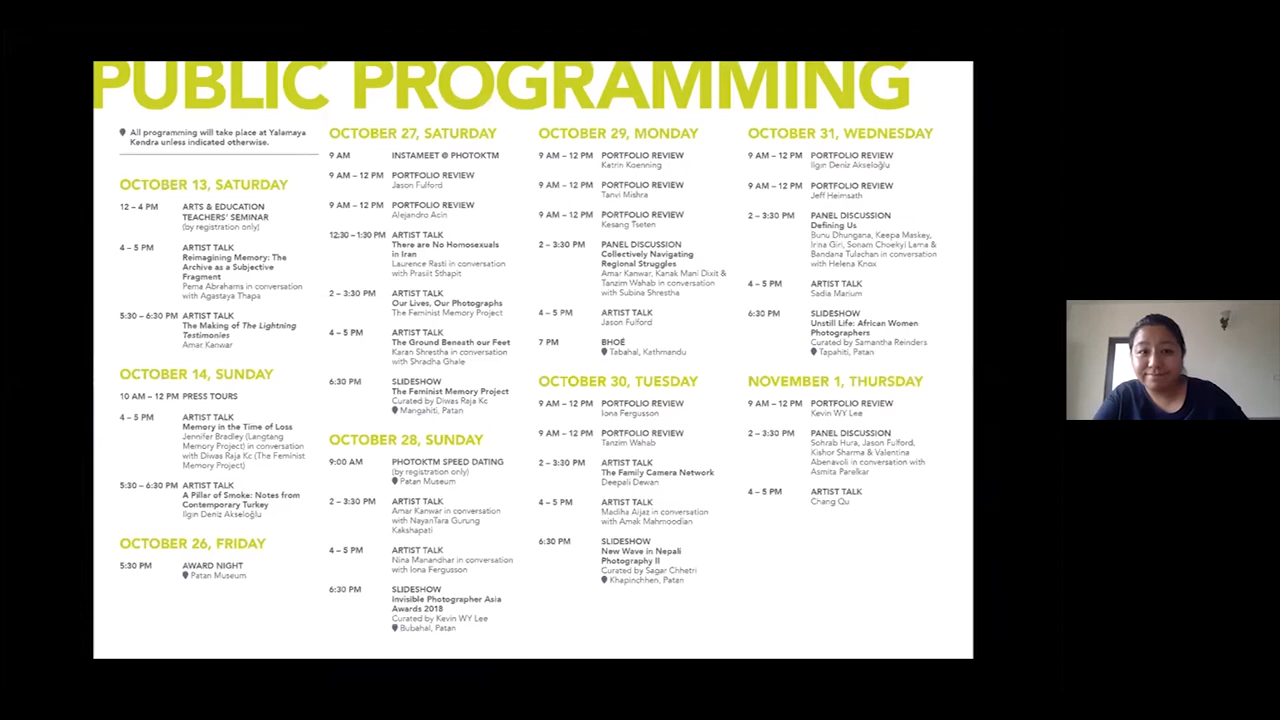 PUBLIC PROGRAMMING
All programming will take place at Yalamaya
Kendra unless indicated otherwise.
OCTOBER 13, SATURDAY
12 – 4 PM ARTS & EDUCATION
TEACHERS' SEMINAR
(by registration only)
4 – 5 PM ARTIST TALK
Reimagining Memory: The
Archive as a Subjective
Fragment
Pema Abrahams in conversation
with Agastaya Thapa
5:30 – 6:30 PM ARTIST TALK
The Making of The Lightning
Testimonies
Amar Kanwar
OCTOBER 14, SUNDAY
10 AM – 12 PM PRESS TOURS
4 – 5 PM ARTIST TALK
Memory in the Time of Loss
Jennifer Bradley (Langtang
Memory Project) in conversation
with Diwas Raja Kc (The Feminist
Memory Project)
5:30 – 6:30 PM ARTIST TALK
A Pillar of Smoke: Notes from
Contemporary Turkey
Ilgın Deniz Akseloğlu
OCTOBER 26, FRIDAY
5:30 PM AWARD NIGHT
Patan Museum
OCTOBER 27, SATURDAY
9 AM INSTAMEET @ PHOTOKTM
9 AM – 12 PM PORTFOLIO REVIEW
Jason Fulford
9 AM – 12 PM PORTFOLIO REVIEW
Alejandro Acin
12:30 – 1:30 PM ARTIST TALK
There are No Homosexuals
in Iran
Laurence Rasti in conversation
with Prasiit Sthapit
2 – 3:30 PM ARTIST TALK
Our Lives, Our Photographs
The Feminist Memory Project
4 – 5 PM ARTIST TALK
The Ground Beneath our Feet
Karan Shrestha in conversation
with Shradha Ghale
6:30 PM SLIDESHOW
The Feminist Memory Project
Curated by Diwas Raja Kc
Mangahiti, Patan
OCTOBER 28, SUNDAY
9:00 AM PHOTOKTM SPEED DATING
(by registration only)
Patan Museum
2 – 3:30 PM ARTIST TALK
Amar Kanwar in conversation
with NayanTara Gurung
Kakshapati
4 – 5 PM ARTIST TALK
Nina Manandhar in conversation
with Iona Fergusson
6:30 PM SLIDESHOW
Invisible Photographer Asia
Awards 2018
Curated by Kevin WY Lee
Bubahal, Patan
OCTOBER 29, MONDAY
9 AM – 12 PM PORTFOLIO REVIEW
Katrin Koenning
9 AM – 12 PM PORTFOLIO REVIEW
Tanvi Mishra
9 AM – 12 PM PORTFOLIO REVIEW
Kesang Tseten
2 – 3:30 PM PANEL DISCUSSION
Collectively Navigating
Regional Struggles
Amar Kanwar, Kanak Mani Dixit &
Tanzim Wahab in conversation
with Subina Shrestha
4 – 5 PM ARTIST TALK
Jason Fulford
7 PM BHOÉ
Tabahal, Kathmandu
OCTOBER 30, TUESDAY
9 AM – 12 PM PORTFOLIO REVIEW
Iona Fergusson
9 AM – 12 PM PORTFOLIO REVIEW
Tanzim Wahab
2 – 3:30 PM ARTIST TALK
The Family Camera Network
Deepali Dewan
4 – 5 PM ARTIST TALK
Madiha Aijaz in conversation
with Amak Mahmoodian
6:30 PM SLIDESHOW
New Wave in Nepali
Photography II
Curated by Sagar Chhetri
Khapinchhen, Patan
OCTOBER 31, WEDNESDAY
9 AM – 12 PM PORTFOLIO REVIEW
Ilgın Deniz Akseloğlu
9 AM – 12 PM PORTFOLIO REVIEW
Jeff Heimsath
2 – 3:30 PM PANEL DISCUSSION
Defining Us
Bunu Dhungana, Keepa Maskey,
Irina Giri, Sonam Choekyi Lama &
Bandana Tulachan in conversation
with Helena Knox
4 – 5 PM ARTIST TALK
Sadia Marium
6:30 PM SLIDESHOW
Unstill Life: African Women
Photographers
Curated by Samantha Reinders
Tapahiti, Patan
NOVEMBER 1, THURSDAY
9 AM – 12 PM PORTFOLIO REVIEW
Kevin WY Lee
2 – 3:30 PM PANEL DISCUSSION
Sohrab Hura, Jason Fulford,
Kishor Sharma & Valentina
Abenavoli in conversation with
Asmita Parelkar
4 – 5 PM ARTIST TALK
Chang Qu